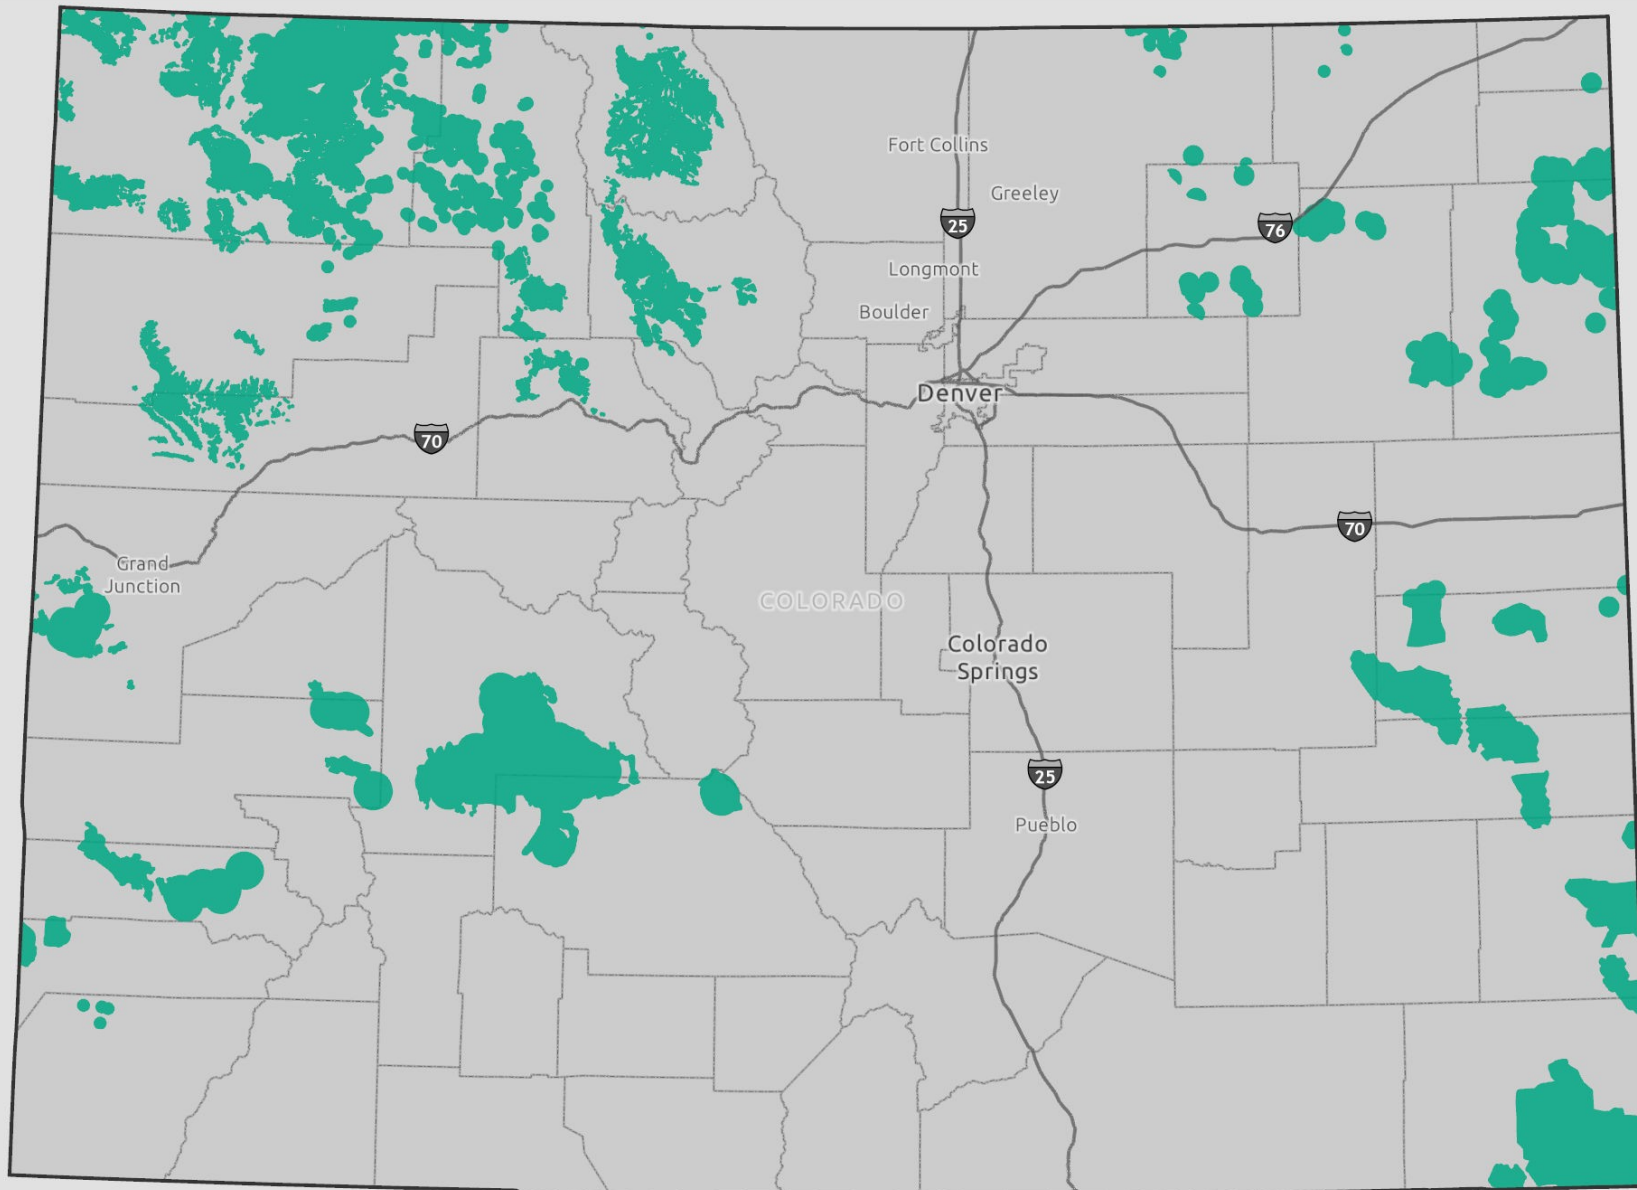 Fort Collins
Greeley
25
76
Longmont
Boulder
Denver
70
70
Grand
Junction
COLORADO
Colorado
Springs
25
Pueblo